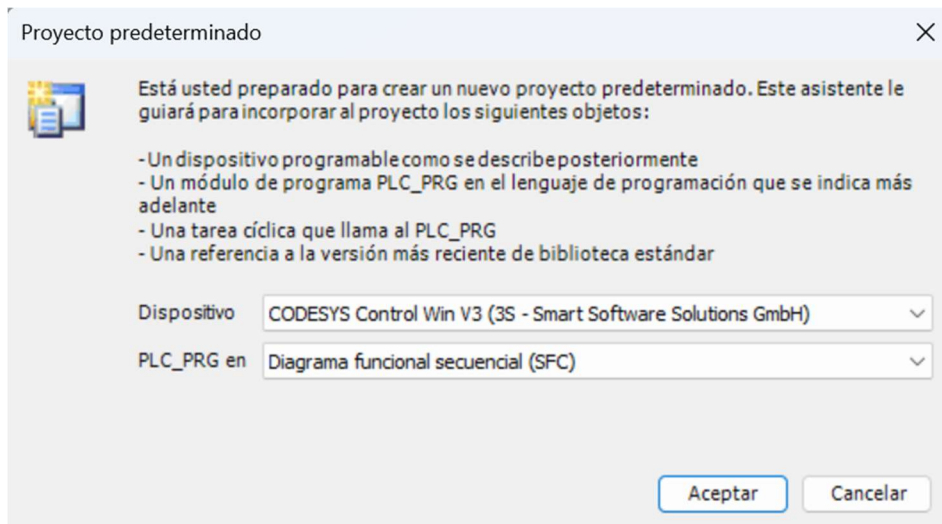 Proyecto predeterminado
Está usted preparado para crear un nuevo proyecto predeterminado. Este asistente le
guiará para incorporar al proyecto los siguientes objetos:
- Un dispositivo programable como se describe posteriormente
- Un módulo de programa PLC_PRG en el lenguaje de programación que se indica más
adelante
- Una tarea cíclica que llama al PLC_PRG
- Una referencia a la versión más reciente de biblioteca estándar
Dispositivo CODESYS Control Win V3 (3S - Smart Software Solutions GmbH)
PLC_PRG en Diagrama funcional secuencial (SFC)
Aceptar Cancelar